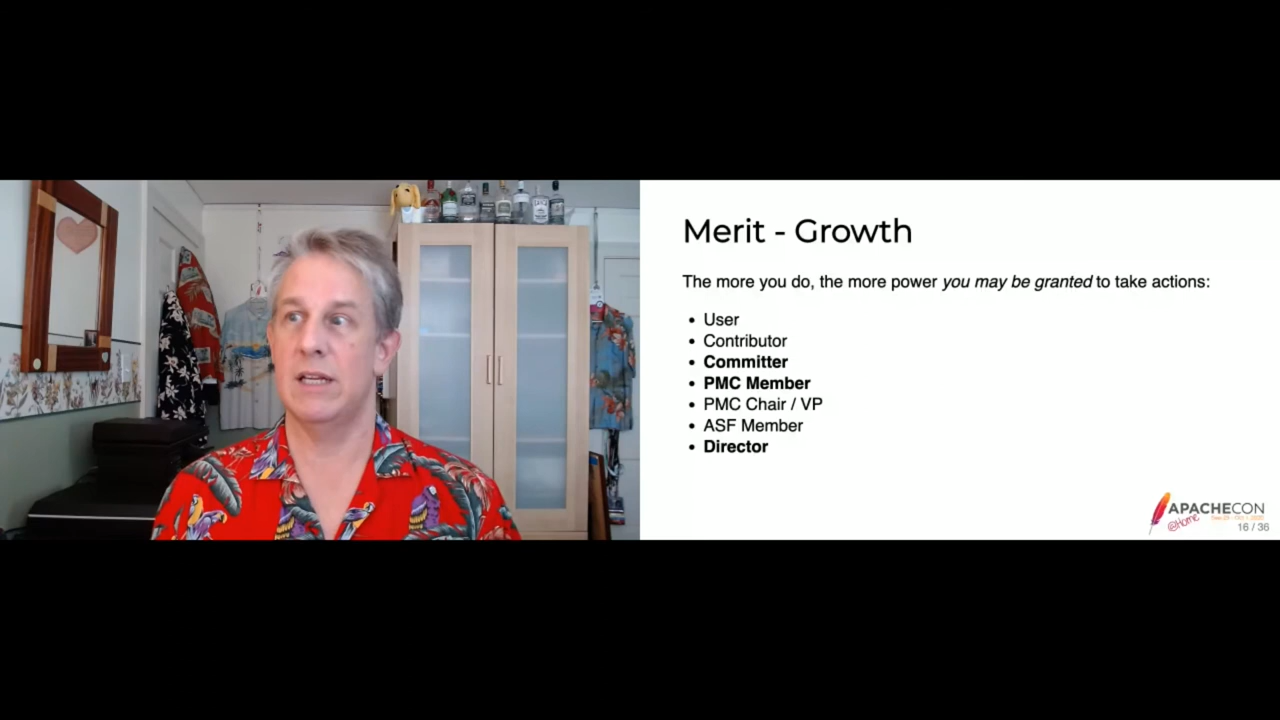 Merit - Growth
The more you do, the more power you may be granted to take actions:
• User
• Contributor
• Committer
• PMC Member
• PMC Chair / VP
• ASF Member
• Director
APACHECON
@Home
16 / 36